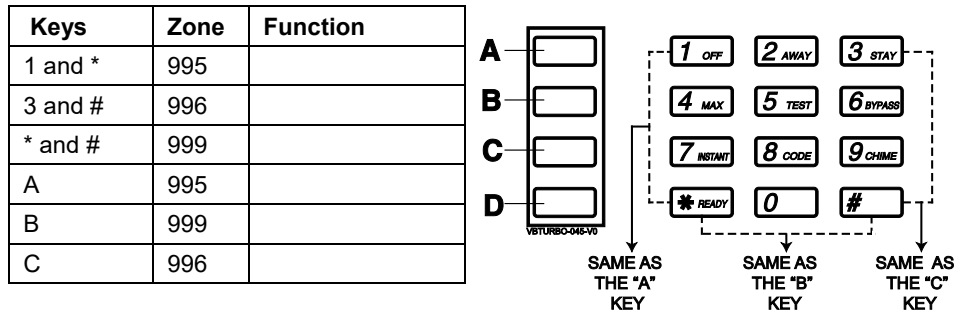 Keys Zone Function
1 and * 995
3 and # 996
* and # 999
A 995
B 999
C 996
A
B
C
D
VBTURBO-045-V0
1 OFF 2 AWAY 3 STAY
4 MAX 5 TEST 6 BYPASS
7 INSTANT 8 CODE 9 CHIME
* READY 0 #
SAME AS
THE "A"
KEY
SAME AS
THE "B"
KEY
SAME AS
THE "C"
KEY